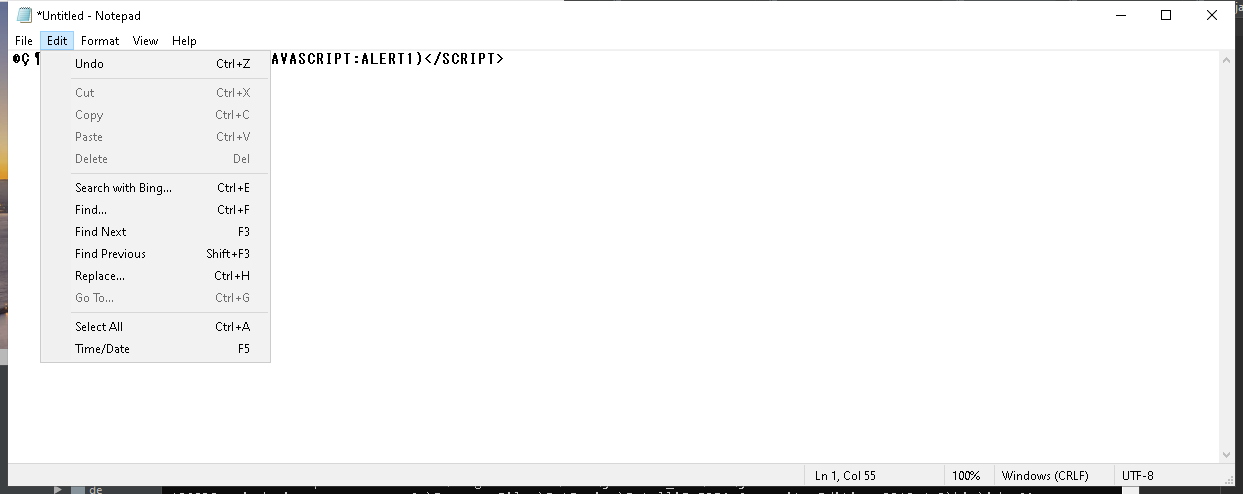 *Untitled - Notepad
File Edit Format View Help
AVASCRIPT:ALERT1)</SCRIPT>
Undo Ctrl+Z
Cut Ctrl+X
Copy Ctrl+C
Paste Ctrl+V
Delete Del
Search with Bing... Ctrl+E
Find... Ctrl+F
Find Next F3
Find Previous Shift+F3
Replace... Ctrl+H
Go To... Ctrl+G
Select All Ctrl+A
Time/Date F5
Ln 1, Col 55 100% Windows (CRLF) UTF-8
de